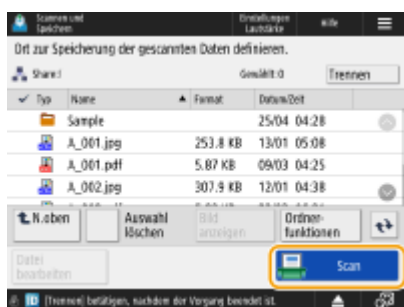 Scannen und
Speichern
Einstellungen
Lautstärke
Hilfe
Ort zur Speicherung der gescannten Daten definieren.
Share:/
Gewählt:0
Trennen
Typ Name Format Datum/Zeit
Sample 25/04 04:28
A_001.jpg 253.8 KB 13/01 05:08
A_001.pdf 5.87 KB 09/03 04:25
A_002.jpg 307.9 KB 12/01 04:38
N.oben
Auswahl
löschen
Bild
anzeigen
Ordner-
funktionen
Datei
bearbeiten
Scan
ID [Trennen] betätigen, nachdem der Vorgang beendet ist.